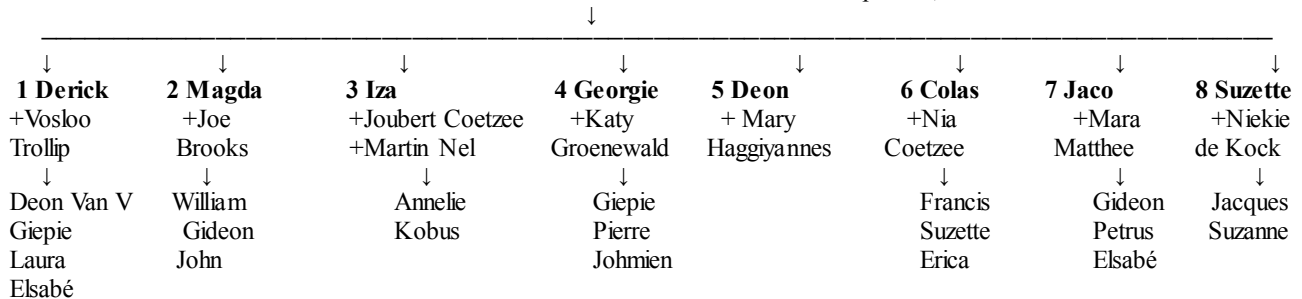 1 Derick 2 Magda 3 Iza 4 Georgie 5 Deon 6 Colas 7 Jaco 8 Suzette
+Vosloo +Joe +Joubert Coetzee +Katy + Mary +Nia +Mara +Niekie
Trollip Brooks +Martin Nel Groenewald Haggiyannes Coetzee Matthee de Kock
Deon Van V William Annelie Giepie Francis Gideon Jacques
Giepie Gideon Kobus Pierre Suzette Petrus Suzanne
Laura John Johmien Erica Elsabé
Elsabé